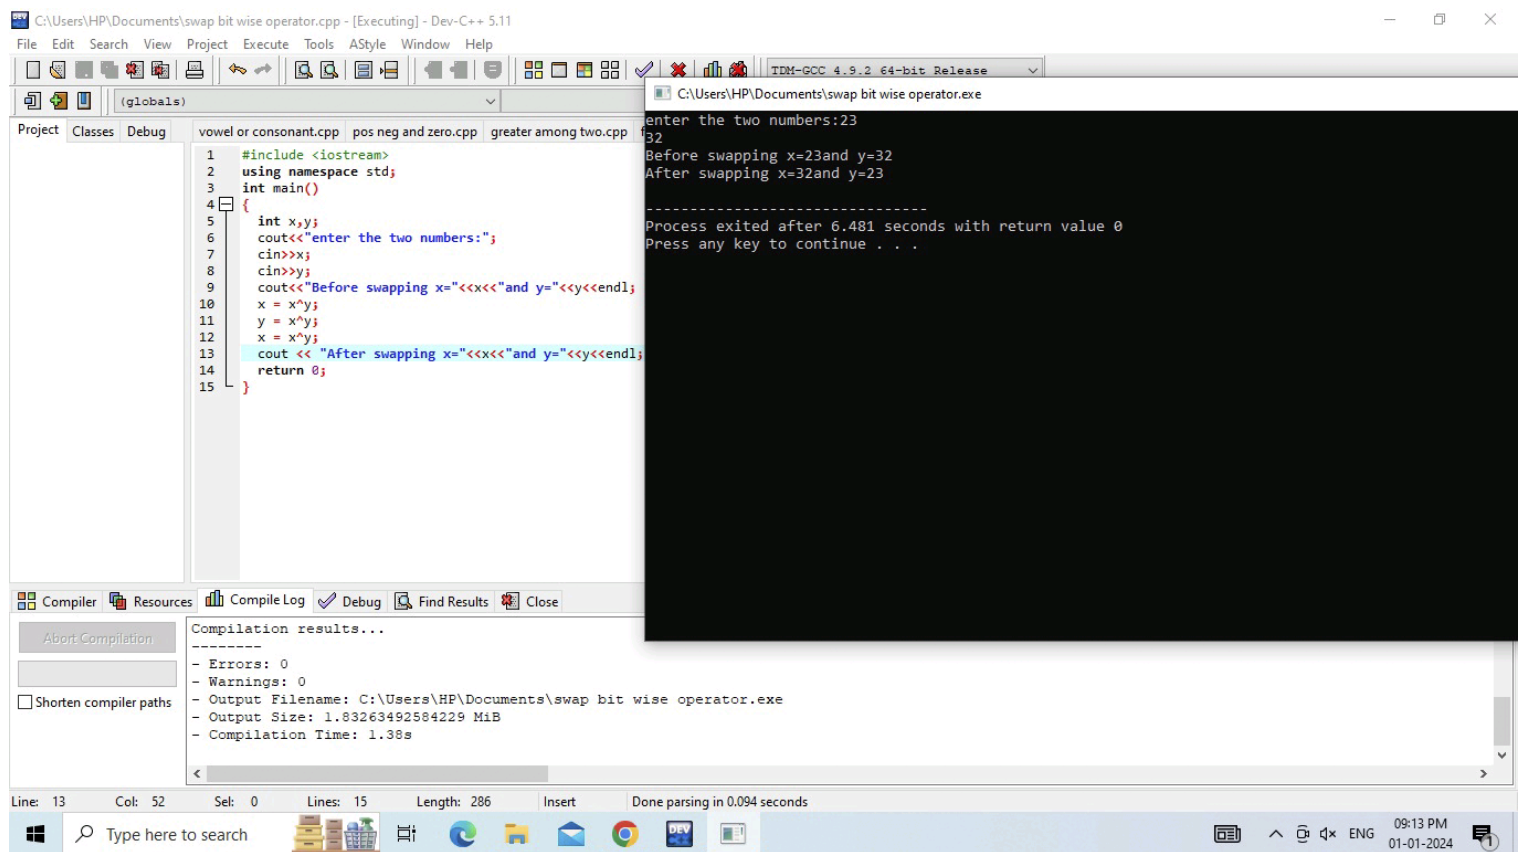 C:\Users\HP\Documents\swap bit wise operator.cpp - [Executing] - Dev-C++ 5.11
File Edit Search View Project Execute Tools AStyle Window Help
TDM-GCC 4.9.2 64-bit Release
(globals)
Project Classes Debug
vowel or consonant.cpp pos neg and zero.cpp greater among two.cpp
1 #include <iostream>
2 using namespace std;
3 int main()
4 {
5 int x,y;
6 cout<<"enter the two numbers:";
7 cin>>x;
8 cin>>y;
9 cout<<"Before swapping x="<<x<<"and y="<<y<<endl;
10 x = x^y;
11 y = x^y;
12 x = x^y;
13 cout << "After swapping x="<<x<<"and y="<<y<<endl;
14 return 0;
15 }
C:\Users\HP\Documents\swap bit wise operator.exe
enter the two numbers:23
32
Before swapping x=23and y=32
After swapping x=32and y=23
--------------------------------
Process exited after 6.481 seconds with return value 0
Press any key to continue . . .
Compiler Resources Compile Log Debug Find Results Close
Abort Compilation
Shorten compiler paths
Compilation results...
--------
- Errors: 0
- Warnings: 0
- Output Filename: C:\Users\HP\Documents\swap bit wise operator.exe
- Output Size: 1.83263492584229 MiB
- Compilation Time: 1.38s
Line: 13 Col: 52 Sel: 0 Lines: 15 Length: 286 Insert Done parsing in 0.094 seconds
Type here to search
DEV
ENG
09:13 PM
01-01-2024
1